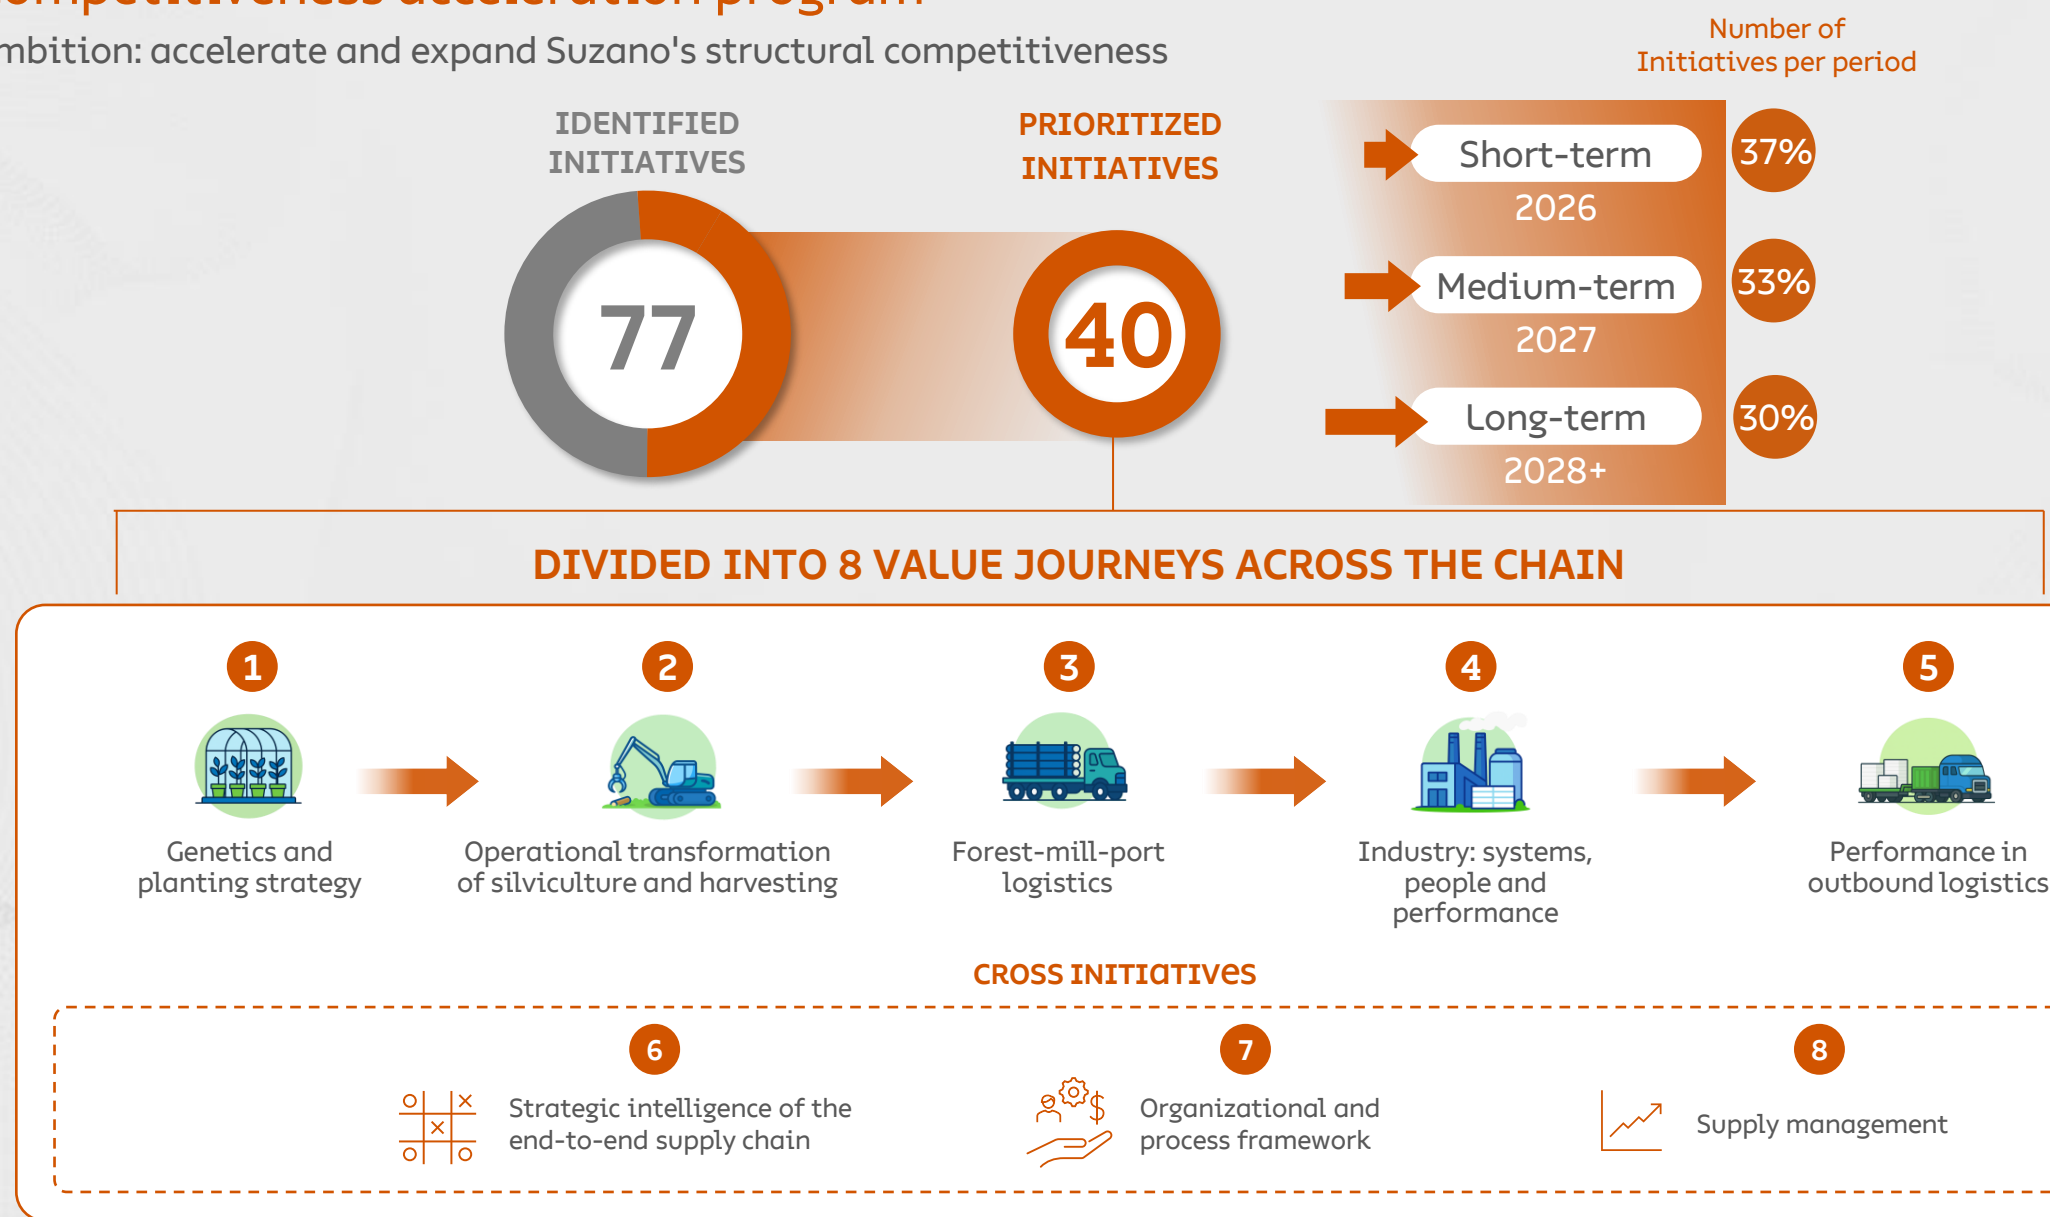 ompetitiveness acceleration program
mbition: accelerate and expand Suzano's structural competitiveness
Number of
Initiatives per period
IDENTIFIED
INITIATIVES
77
PRIORITIZED
INITIATIVES
40
Short-term
2026
37%
Medium-term
2027
33%
Long-term
2028+
30%
DIVIDED INTO 8 VALUE JOURNEYS ACROSS THE CHAIN
1
Genetics and
planting strategy
2
Operational transformation
of silviculture and harvesting
3
Forest-mill-port
logistics
4
Industry: systems,
people and
performance
5
Performance in
outbound logistics
CROSS INITIaTIVes
6
Strategic intelligence of the
end-to-end supply chain
7
Organizational and
process framework
8
Supply management